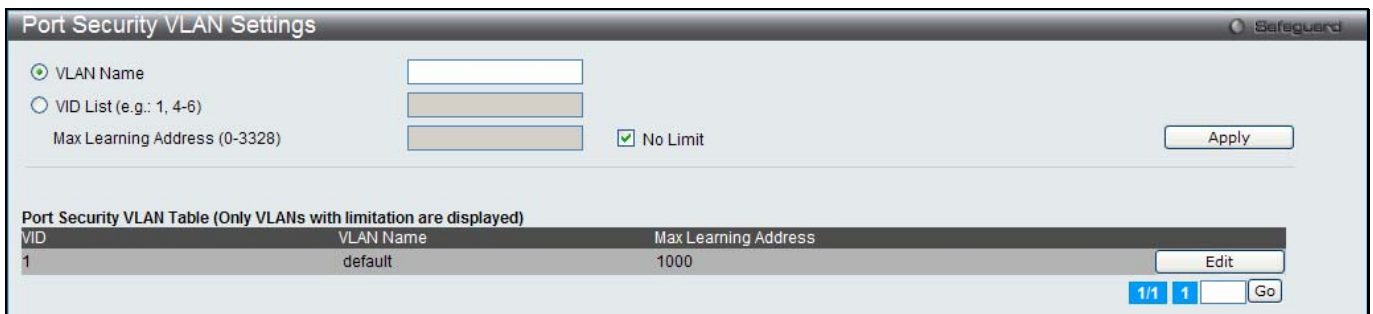 Port Security VLAN Settings Safeguard
VLAN Name
VID List (e.g.: 1, 4-6)
Max Learning Address (0-3328) No Limit Apply
Port Security VLAN Table (Only VLANs with limitation are displayed)
VID VLAN Name Max Learning Address
1 default 1000 Edit
1/1 1 Go